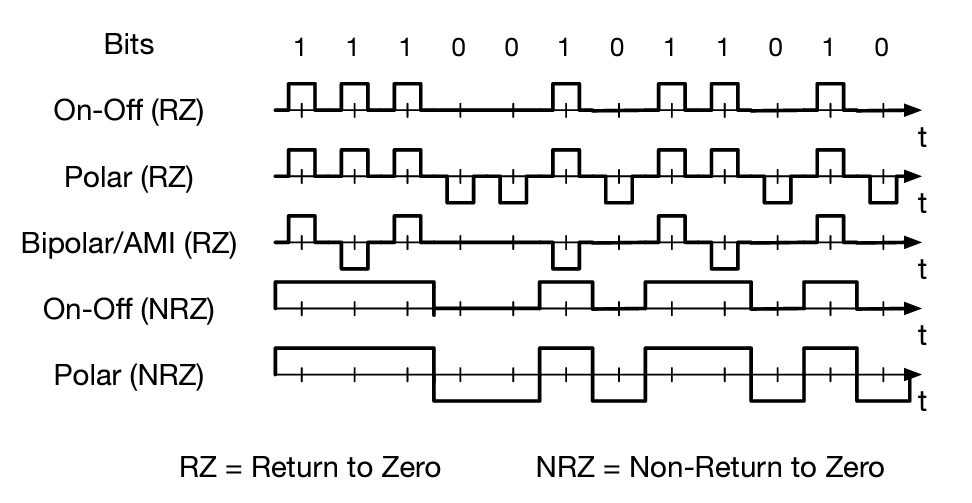 Bits 1 1 1 0 0 1 0 1 1 0 1 0
On-Off (RZ)
t
Polar (RZ)
t
Bipolar/AMI (RZ)
t
On-Off (NRZ)
t
Polar (NRZ)
t
RZ = Return to Zero NRZ = Non-Return to Zero